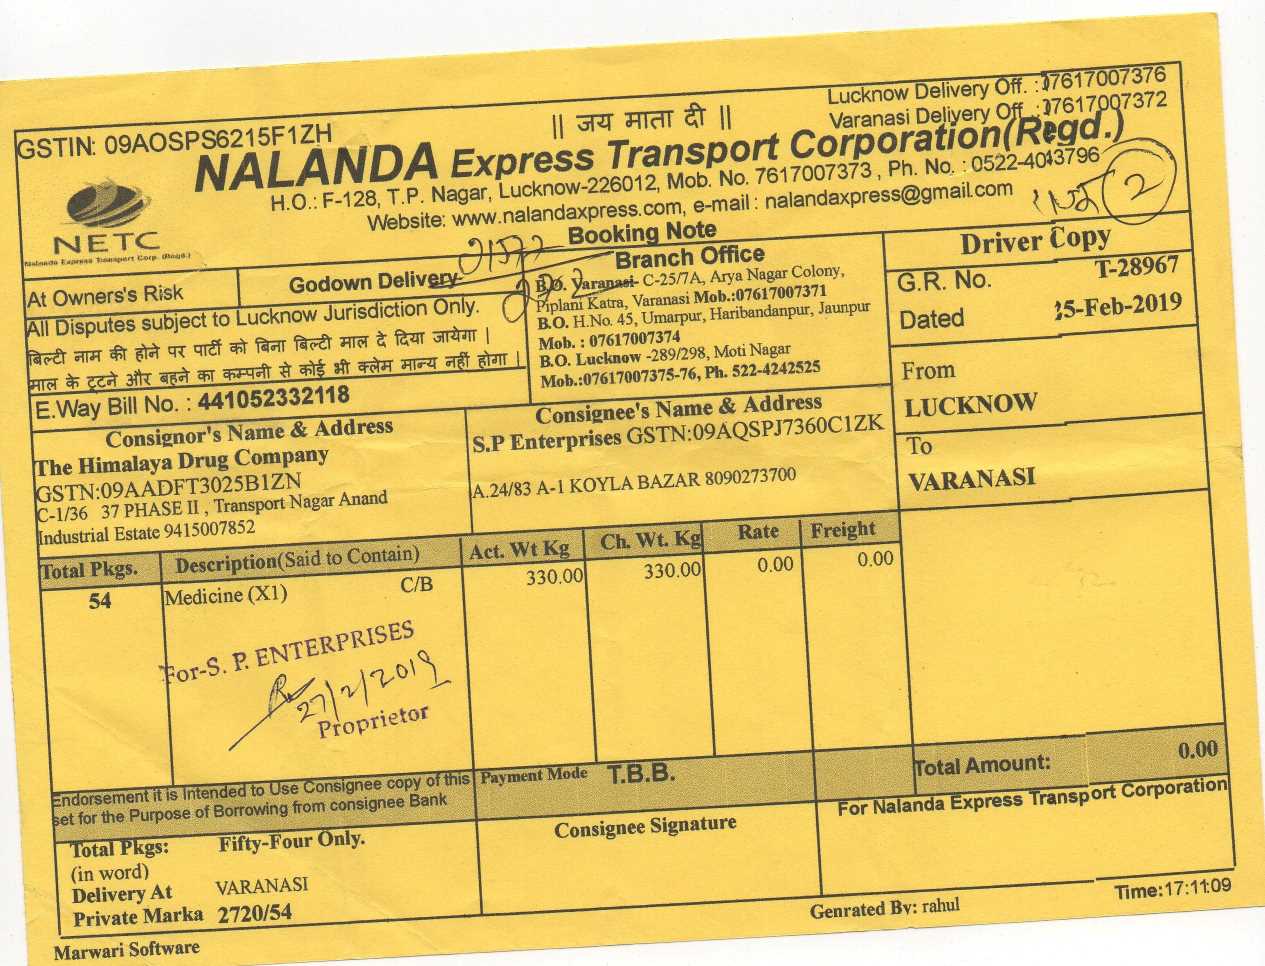 Lucknow Delivery Off. :07617007376
|| जय माता दी ||
Varanasi Delivery Off. :07617007372
GSTIN: 09AOSPS6215F1ZH
NALANDA Express Transport Corporation(Regd.)
H.O.: F-128, T.P. Nagar, Lucknow-226012, Mob. No. 7617007373 , Ph. No. : 0522-4043796
Website: www.nalandaxpress.com, e-mail : nalandaxpress@gmail.com
2
NETC
Nalanda Express Transport Corp. (Regd.)
Booking Note
At Owners's Risk
Godown Delivery
All Disputes subject to Lucknow Jurisdiction Only.
बिल्टी नाम की होने पर पार्टी को बिना बिल्टी माल दे दिया जायेगा |
माल के टूटने और बहने का कम्पनी से कोई भी क्लेम मान्य नहीं होगा |
E.Way Bill No. : 441052332118
Branch Office
B.O. Varanasi- C-25/7A, Arya Nagar Colony,
Piplani Katra, Varanasi Mob.:07617007371
B.O. H.No. 45, Umarpur, Haribandanpur, Jaunpur
Mob. : 07617007374
B.O. Lucknow -289/298, Moti Nagar
Mob.:07617007375-76, Ph. 522-4242525
Driver Copy
G.R. No. T-28967
Dated 25-Feb-2019
From
LUCKNOW
To
VARANASI
Consignor's Name & Address
The Himalaya Drug Company
GSTN:09AADFT3025B1ZN
C-1/36 37 PHASE II , Transport Nagar Anand
Industrial Estate 9415007852
Consignee's Name & Address
S.P Enterprises GSTN:09AQSPJ7360C1ZK
A.24/83 A-1 KOYLA BAZAR 8090273700
Total Pkgs. Description(Said to Contain) Act. Wt Kg Ch. Wt. Kg Rate Freight
54 Medicine (X1) C/B 330.00 330.00 0.00 0.00
For-S. P. ENTERPRISES
27/2/2019
Proprietor
Endorsement it is Intended to Use Consignee copy of this
set for the Purpose of Borrowing from consignee Bank
Payment Mode T.B.B.
Total Amount: 0.00
Total Pkgs: Fifty-Four Only.
(in word)
Delivery At VARANASI
Private Marka 2720/54
Consignee Signature
For Nalanda Express Transport Corporation
Genrated By: rahul
Time:17:11:09
Marwari Software